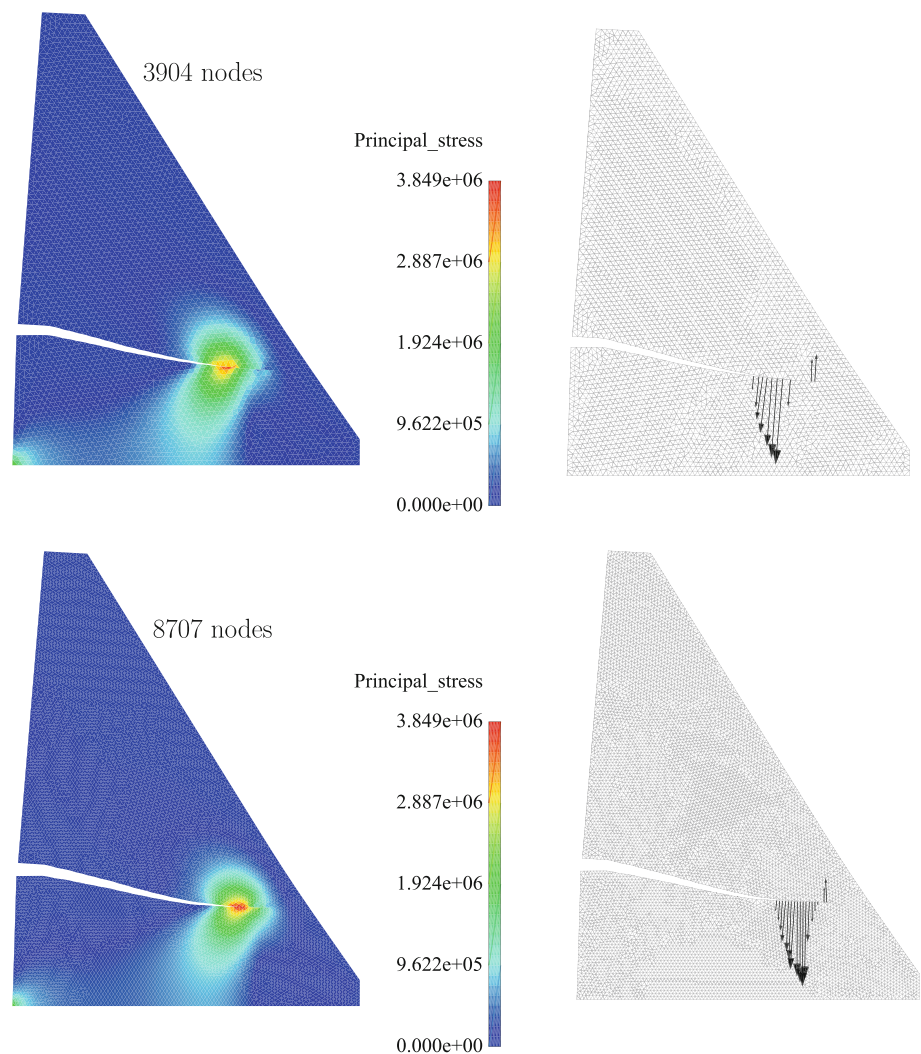 3904 nodes
Principal_stress
3.849e+06
2.887e+06
1.924e+06
9.622e+05
0.000e+00
8707 nodes
Principal_stress
3.849e+06
2.887e+06
1.924e+06
9.622e+05
0.000e+00